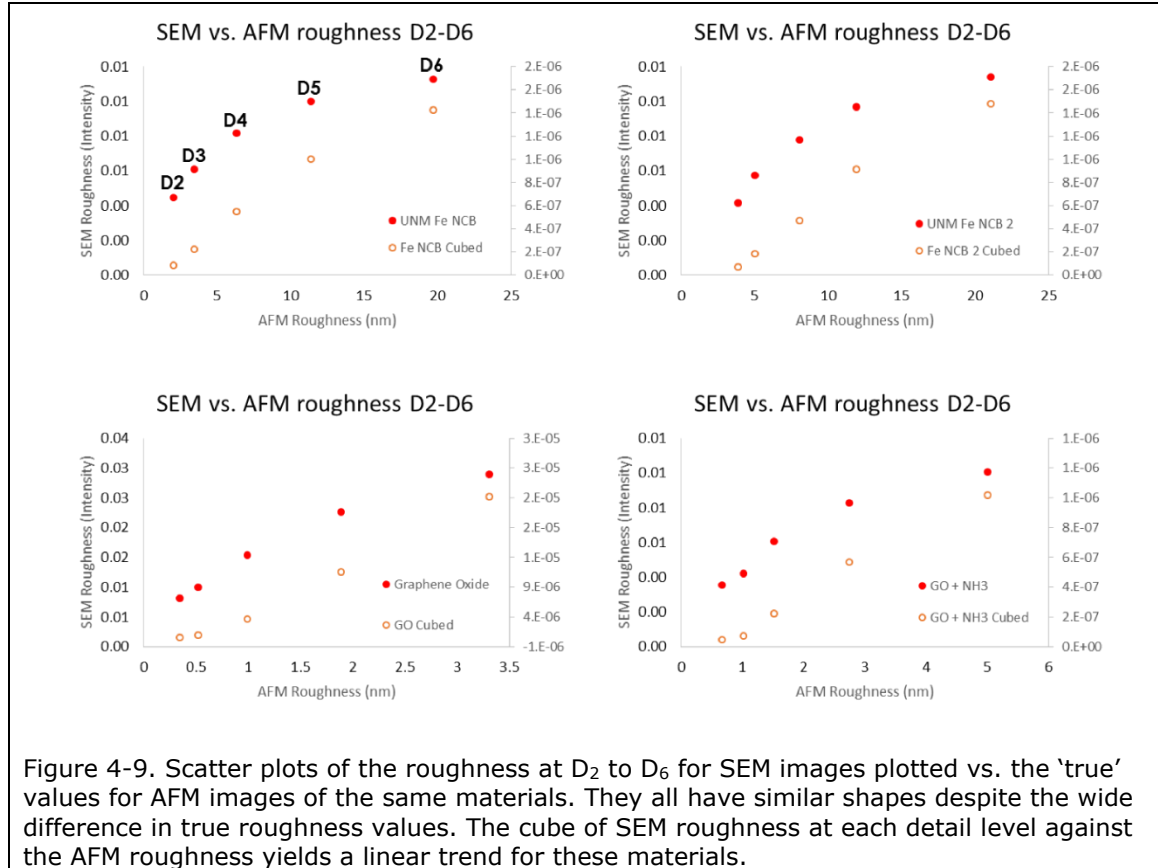 SEM vs. AFM roughness D2-D6
SEM Roughness (Intensity)
0.01
0.01
0.01
0.01
0.00
0.00
0.00
D2
D3
D4
D5
D6
UNM Fe NCB
Fe NCB Cubed
2.E-06
2.E-06
1.E-06
1.E-06
1.E-06
8.E-07
6.E-07
4.E-07
2.E-07
0.E+00
0 5 10 15 20 25
AFM Roughness (nm)
SEM vs. AFM roughness D2-D6
SEM Roughness (Intensity)
0.01
0.01
0.01
0.01
0.00
0.00
0.00
UNM Fe NCB 2
Fe NCB 2 Cubed
2.E-06
2.E-06
1.E-06
1.E-06
1.E-06
8.E-07
6.E-07
4.E-07
2.E-07
0.E+00
0 5 10 15 20 25
AFM Roughness (nm)
SEM vs. AFM roughness D2-D6
SEM Roughness (Intensity)
0.04
0.03
0.03
0.02
0.02
0.01
0.01
0.00
Graphene Oxide
GO Cubed
3.E-05
3.E-05
2.E-05
2.E-05
1.E-05
9.E-06
4.E-06
-1.E-06
0 0.5 1 1.5 2 2.5 3 3.5
AFM Roughness (nm)
SEM vs. AFM roughness D2-D6
SEM Roughness (Intensity)
0.01
0.01
0.01
0.01
0.00
0.00
0.00
GO + NH3
GO + NH3 Cubed
1.E-06
1.E-06
1.E-06
8.E-07
6.E-07
4.E-07
2.E-07
0.E+00
0 1 2 3 4 5 6
AFM Roughness (nm)
Figure 4-9. Scatter plots of the roughness at D₂ to D₆ for SEM images plotted vs. the ‘true’
values for AFM images of the same materials. They all have similar shapes despite the wide
difference in true roughness values. The cube of SEM roughness at each detail level against
the AFM roughness yields a linear trend for these materials.